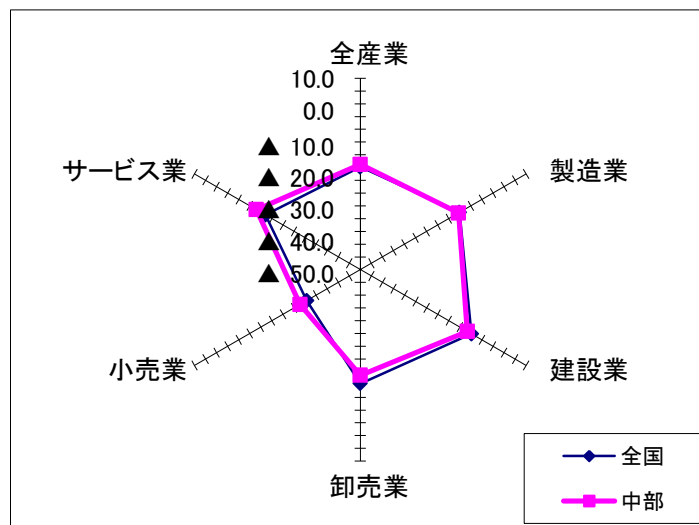 全産業
10.0
0.0
▲ 10.0
▲ 20.0
▲ 30.0
▲ 40.0
▲ 50.0
サービス業
製造業
小売業
建設業
卸売業
全国
中部